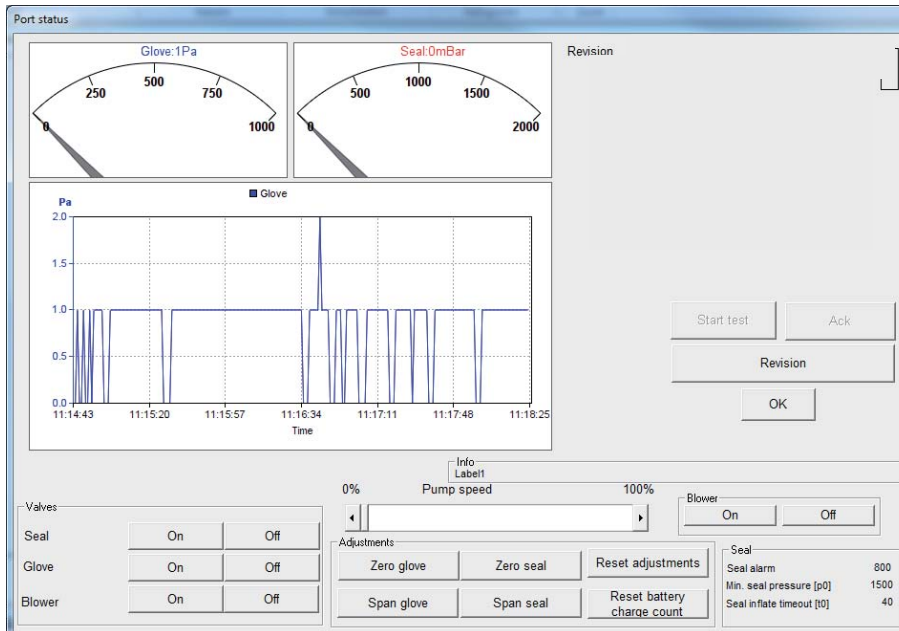 Port status
Glove:1Pa
0 250 500 750 1000
Seal:0mBar
0 500 1000 1500 2000
Revision
Glove
Pa
2.0
1.5
1.0
0.5
0.0
11:14:43 11:15:20 11:15:57 11:16:34 11:17:11 11:17:48 11:18:25
Time
Start test Ack
Revision
OK
Info
Label1
0% Pump speed 100%
Blower
On Off
Valves
Seal On Off
Glove On Off
Blower On Off
Adjustments
Zero glove Zero seal Reset adjustments
Span glove Span seal Reset battery
charge count
Seal
Seal alarm 800
Min. seal pressure [p0] 1500
Seal inflate timeout [t0] 40